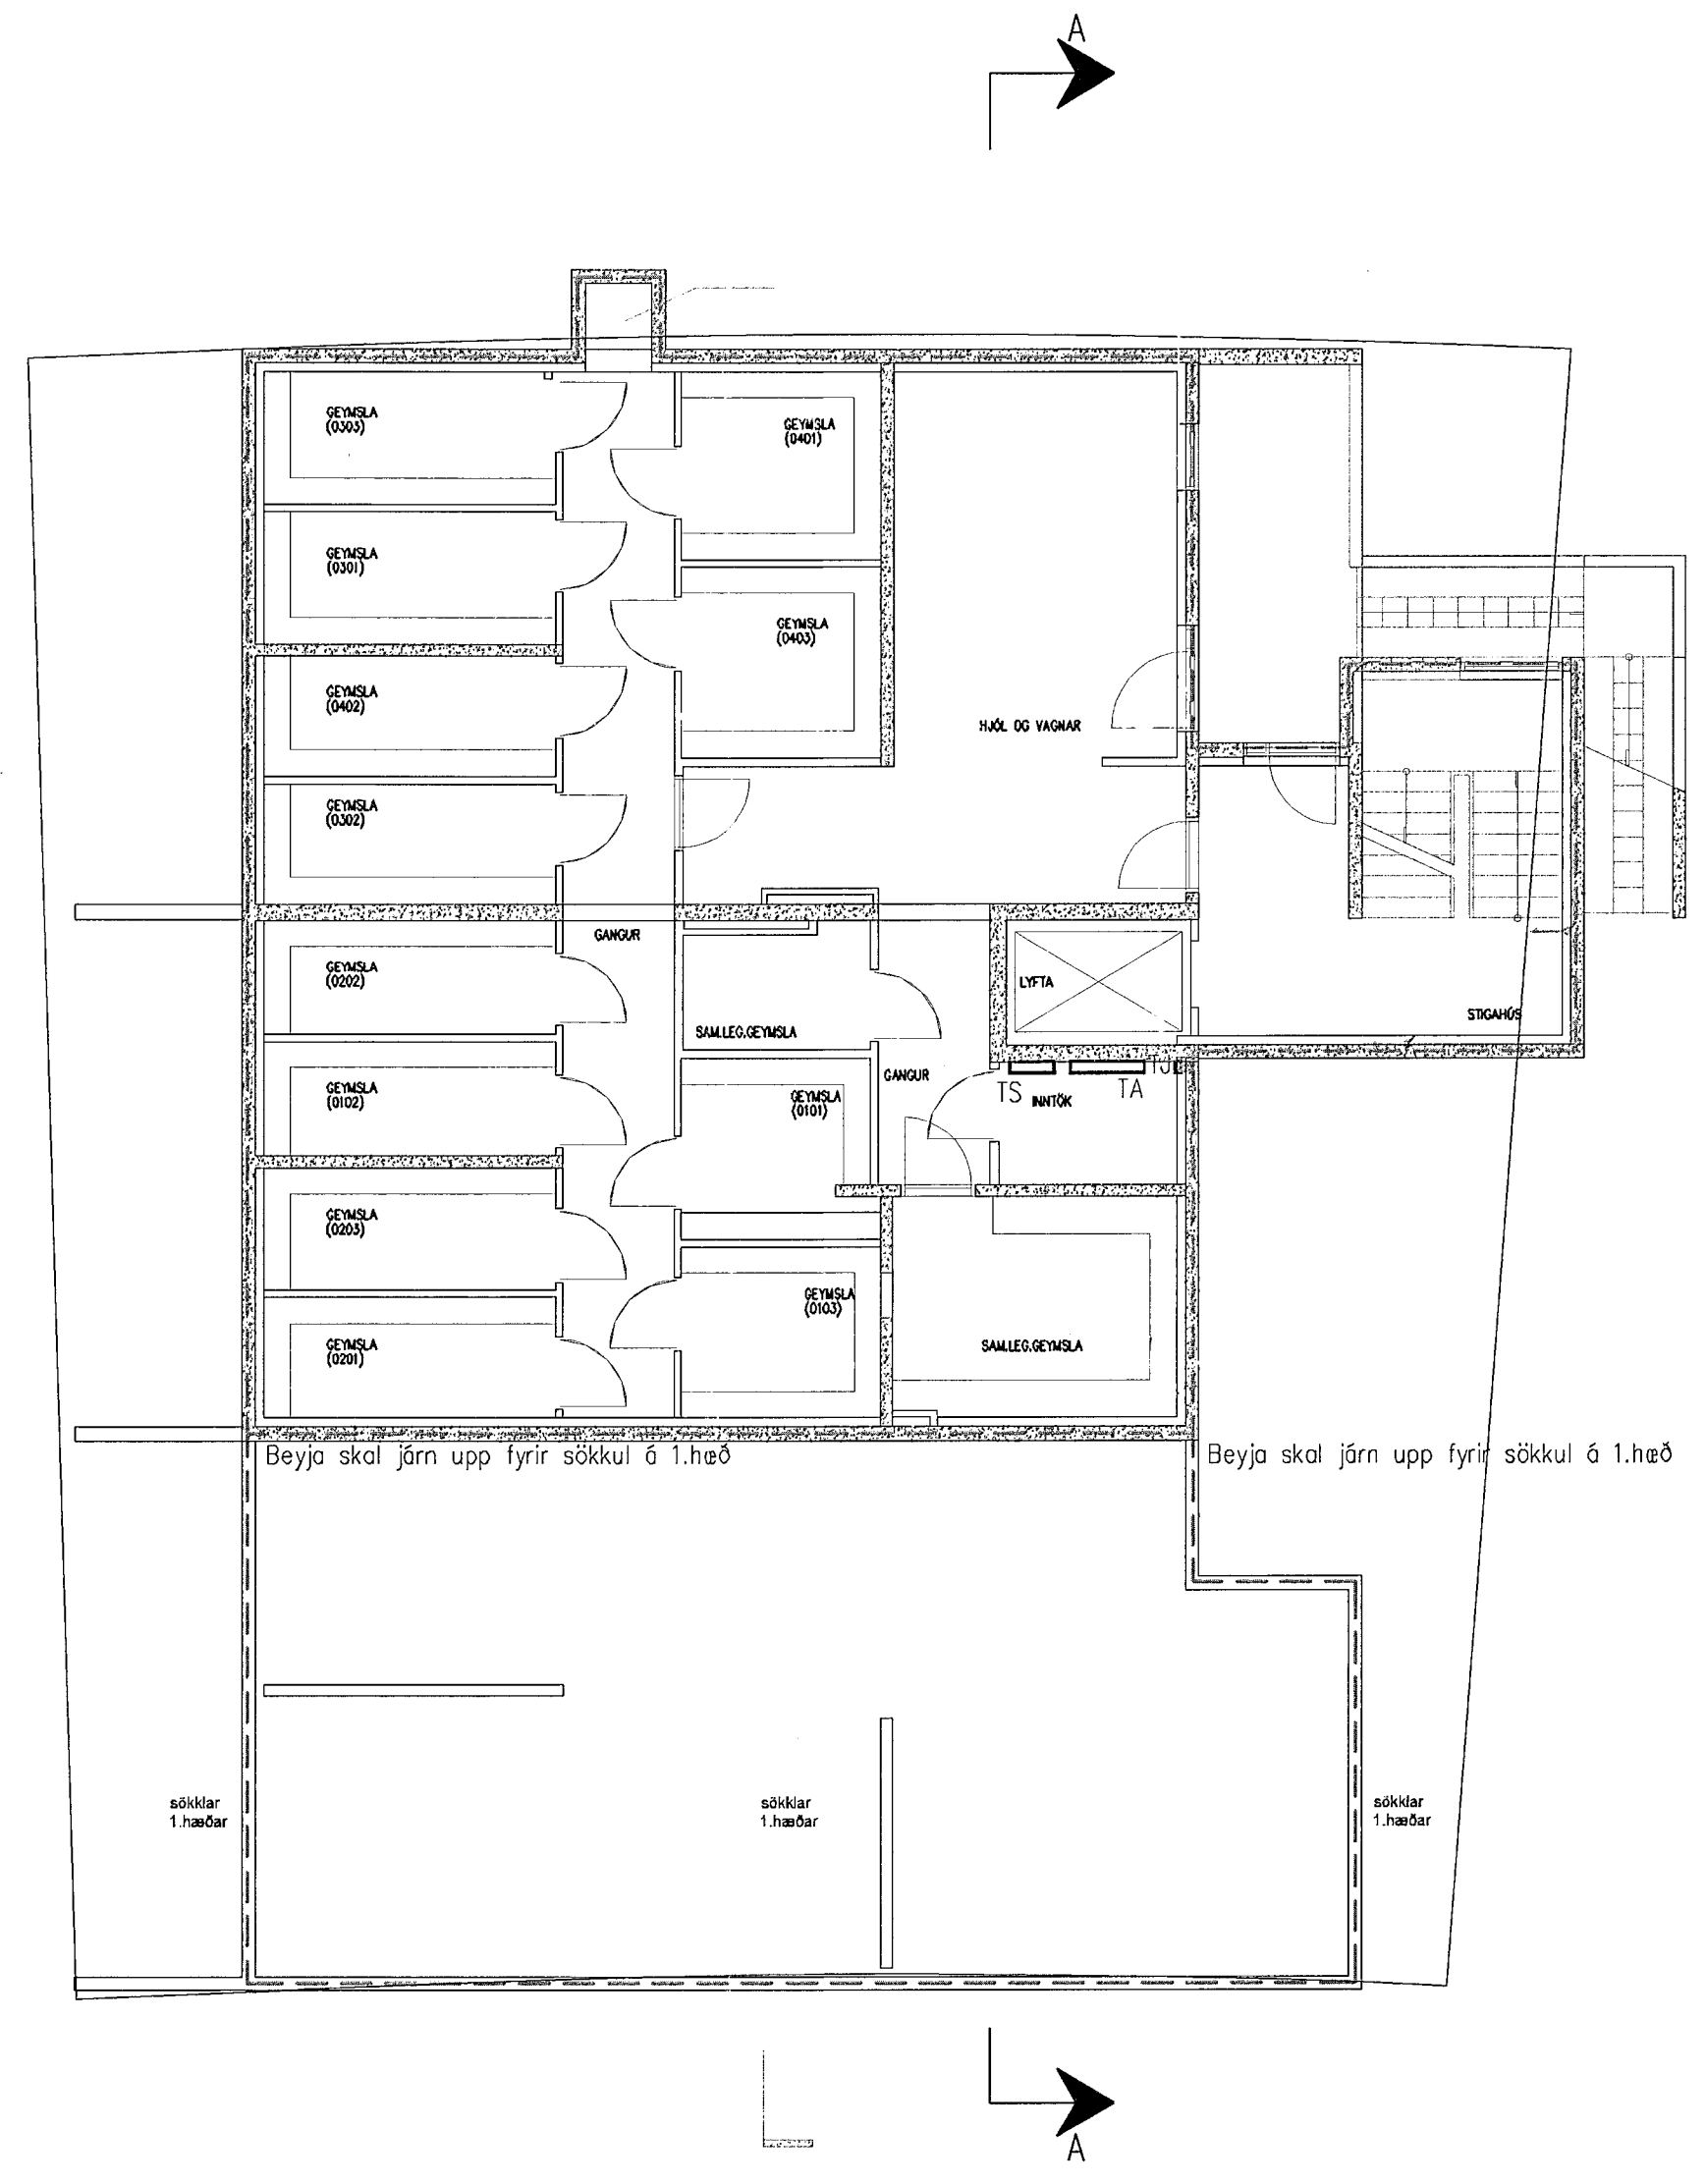 A
GEYMSLA
(0303)
GEYMSLA
(0401)
GEYMSLA
(0301)
GEYMSLA
(0403)
GEYMSLA
(0402)
HJÓL OG VAGNAR
GEYMSLA
(0302)
GANGUR
GEYMSLA
(0202)
LYFTA
STIGAHÚS
SAM.LEG.GEYMSLA
GANGUR
GEYMSLA
(0102)
GEYMSLA
(0101)
TS
INNTÖK
TA
GEYMSLA
(0203)
GEYMSLA
(0103)
GEYMSLA
(0201)
SAM.LEG.GEYMSLA
Beyja skal járn upp fyrir sökkul á 1.hæð
Beyja skal járn upp fyrir sökkul á 1.hæð
sökklar
1.hæðar
sökklar
1.hæðar
sökklar
1.hæðar
A